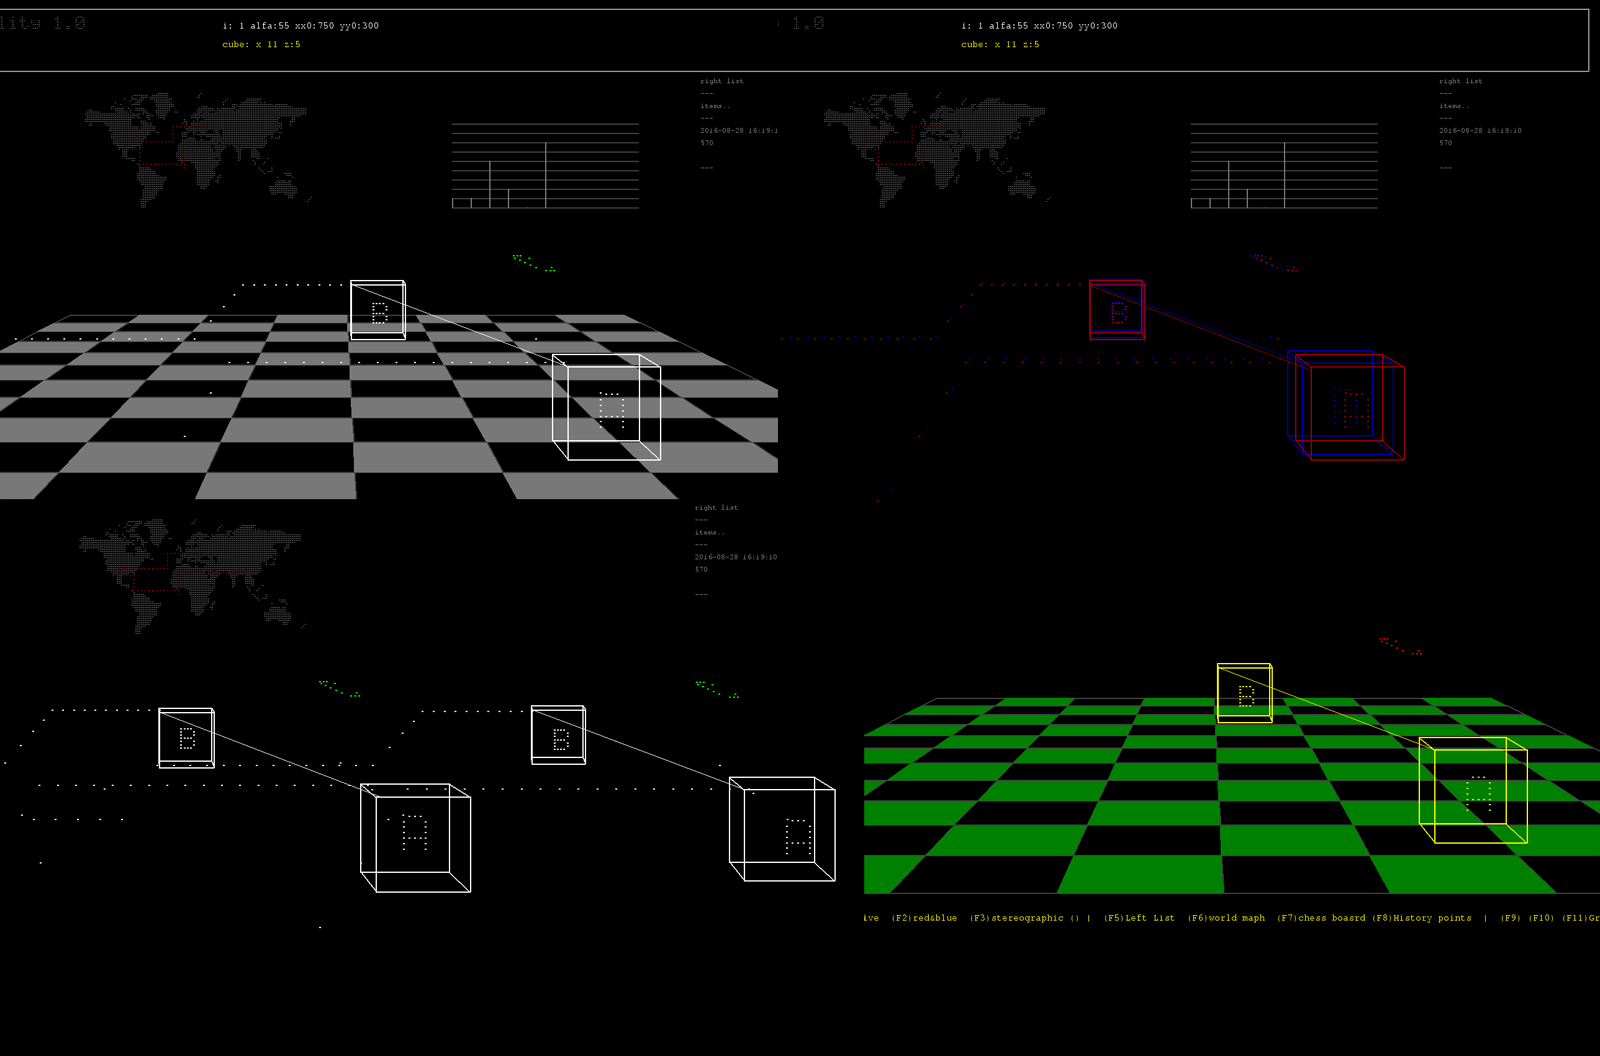 lity 1.0
i: 1 alfa:55 xx0:750 yy0:300
cube: x 11 z:5
1.0
i: 1 alfa:55 xx0:750 yy0:300
cube: x 11 z:5
right list
---
items..
---
2016-08-28 16:19:1
570
---
right list
---
items..
---
2016-08-28 16:19:10
570
---
B
A
B
A
right list
---
items..
---
2016-08-28 16:19:10
570
---
B
A
B
A
B
A
ive (F2)red&blue (F3)stereographic () | (F5)Left List (F6)world maph (F7)chess boasrd (F8)History points | (F9) (F10) (F11)Gr